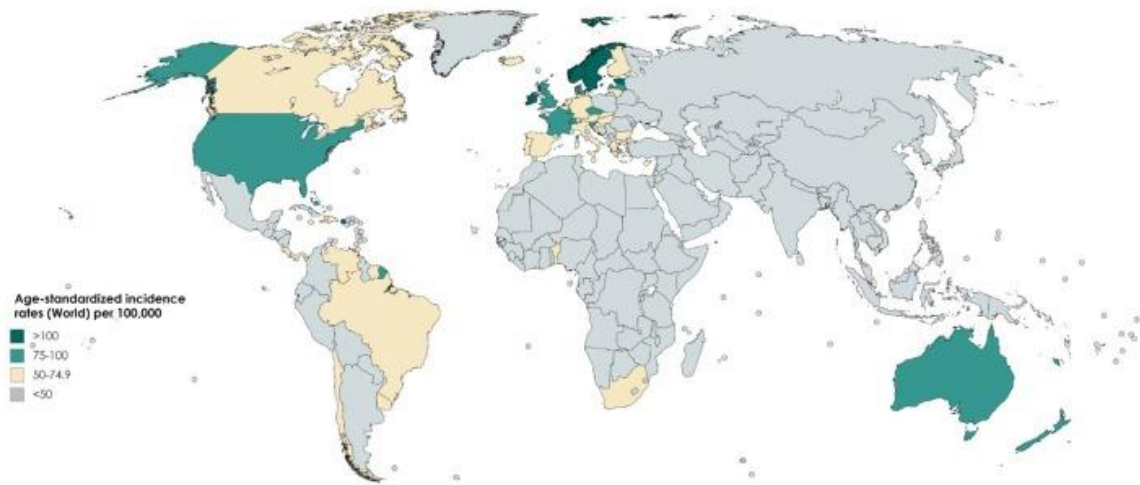 Age-standardized incidence
rates (World) per 100,000
>100
75-100
50-74.9
<50